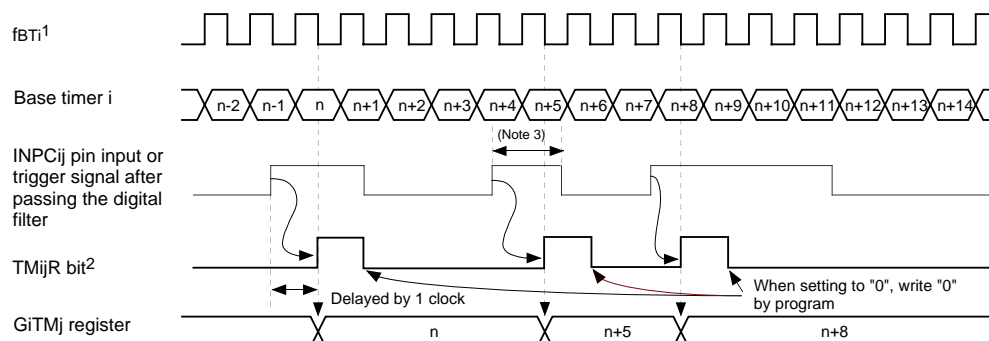 fBTi1
Base timer i
n-2 n-1 n n+1 n+2 n+3 n+4 n+5 n+6 n+7 n+8 n+9 n+10 n+11 n+12 n+13 n+14
(Note 3)
INPCij pin input or
trigger signal after
passing the digital
filter
TMijR bit2
Delayed by 1 clock
When setting to "0", write "0"
by program
GiTMj register
n n+5 n+8